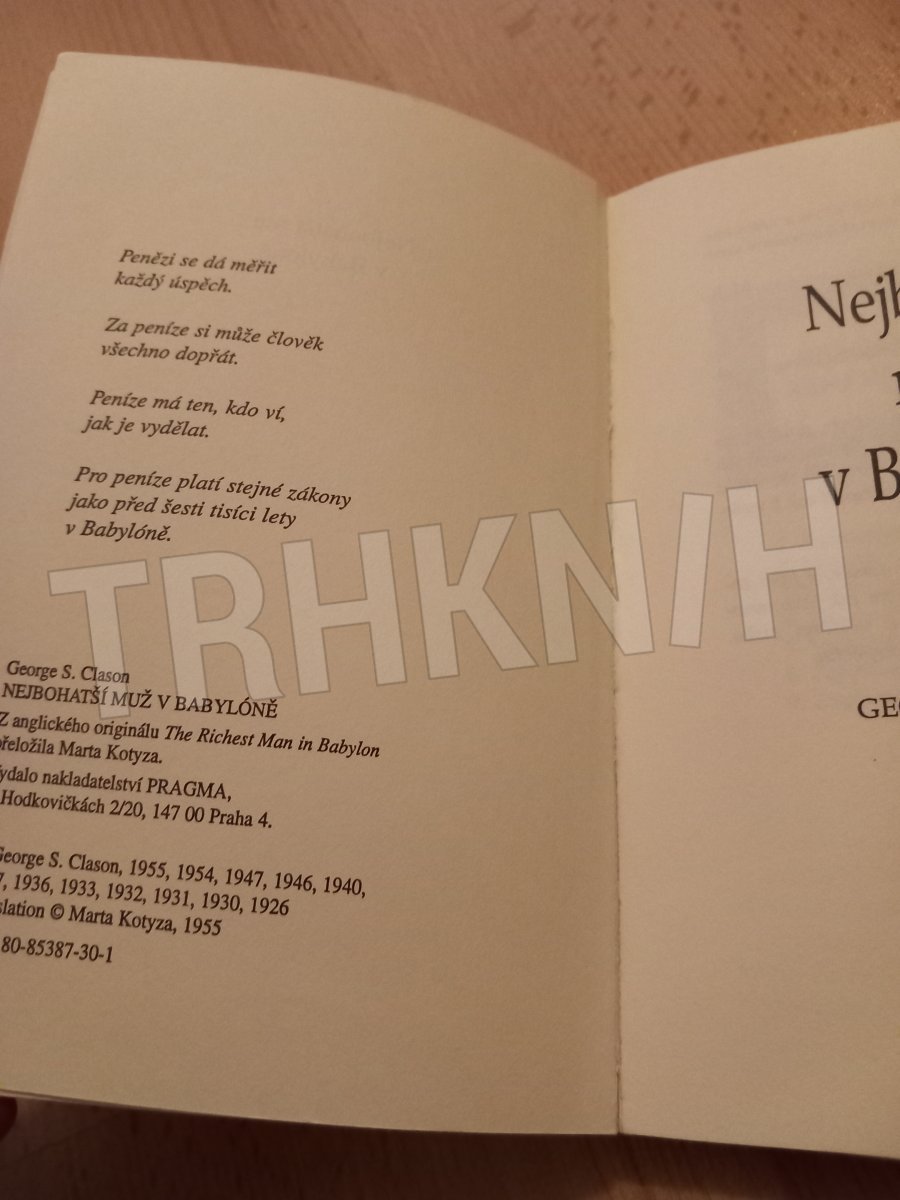 Penězi se dá měřit
každý úspěch.
Za peníze si může člověk
všechno dopřát.
Peníze má ten, kdo ví,
jak je vydělat.
Pro peníze platí stejné zákony
jako před šesti tisíci lety
v Babylóně.
George S. Clason
NEJBOHATŠÍ MUŽ V BABYLÓNĚ
Z anglického originálu The Richest Man in Babylon
přeložila Marta Kotyza.
ydalo nakladatelství PRAGMA,
Hodkovičkách 2/20, 147 00 Praha 4.
George S. Clason, 1955, 1954, 1947, 1946, 1940,
7, 1936, 1933, 1932, 1931, 1930, 1926
slation © Marta Kotyza, 1955
80-85387-30-1
Nejb
v B
GEO
TRHKNIH